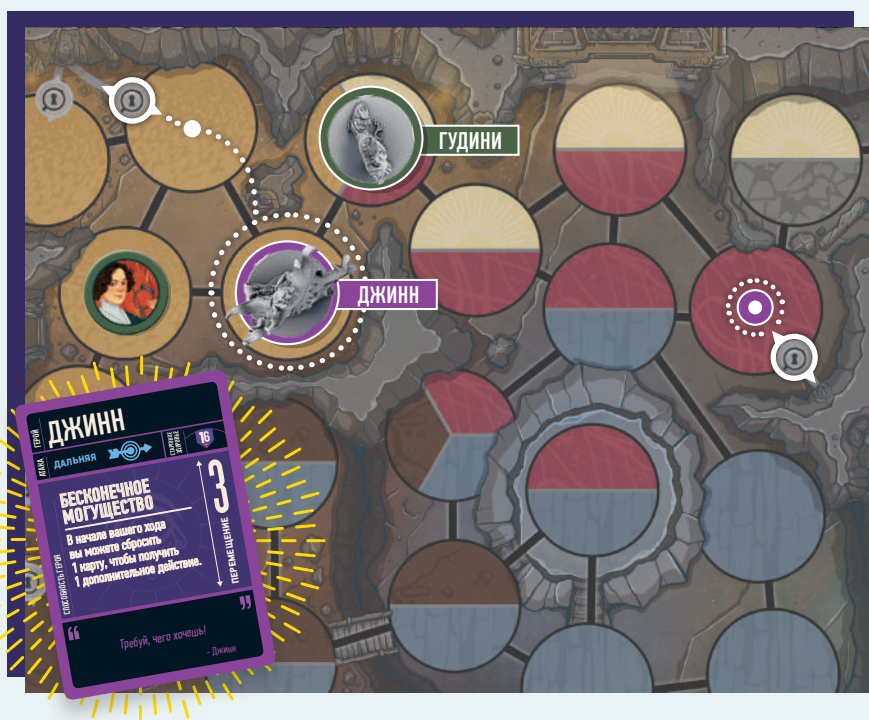 ГУДИНИ
ДЖИНН
ГЕРОЙ
ДЖИНН
АТАКА
ДАЛЬНЯЯ
СТАРТОВОЕ
ЗДОРОВЬЕ
16
БЕСКОНЕЧНОЕ
МОГУЩЕСТВО
В начале вашего хода
вы можете сбросить
1 карту, чтобы получить
1 дополнительное действие.
СПОСОБНОСТЬ ГЕРОЯ
3
ПЕРЕМЕЩЕНИЕ
“
Требуй, чего хочешь!
”
– Джинн